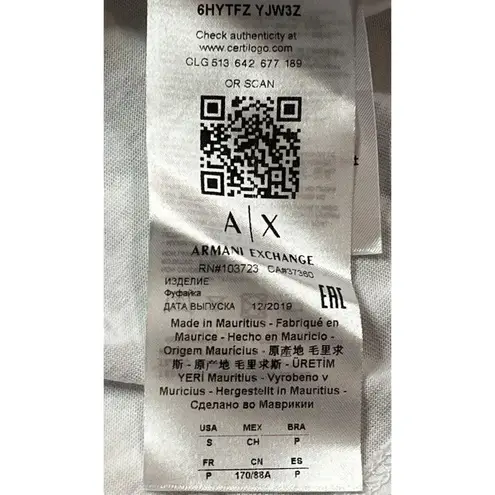 6HYTFZ YJW3Z
Check authenticity at
www.certilogo.com
CLG 513 642 677 189
OR SCAN
A|X
ARMANI EXCHANGE
RN#103723 CA#37360
ИЗДЕЛИЕ
Фуфайка
ДАТА ВЫПУСКА 12/2019
EAC
Made in Mauritius - Fabriqué en
Maurice - Hecho en Mauricio -
Origem Maurícius - 原產地 毛里求
斯 - 原产地 毛里求斯 - ÜRETİM
YERİ Mauritius - Vyrobeno v
Muricius - Hergestellt in Mauritius -
Сделано во Маврикии
USA MEX BRA
S CH P
FR CN ES
P 170/88A P